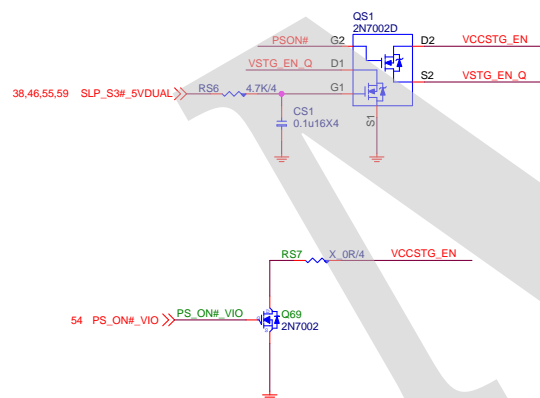 QS1
2N7002D
PSON# G2 D2 VCCSTG_EN
VSTG_EN_Q D1
S2 VSTG_EN_Q
38,46,55,59 SLP_S3#_5VDUAL RS6 4.7K/4 G1
CS1
0.1u16X4
S1
RS7 X_0R/4 VCCSTG_EN
54 PS_ON#_VIO PS_ON#_VIO Q69
2N7002